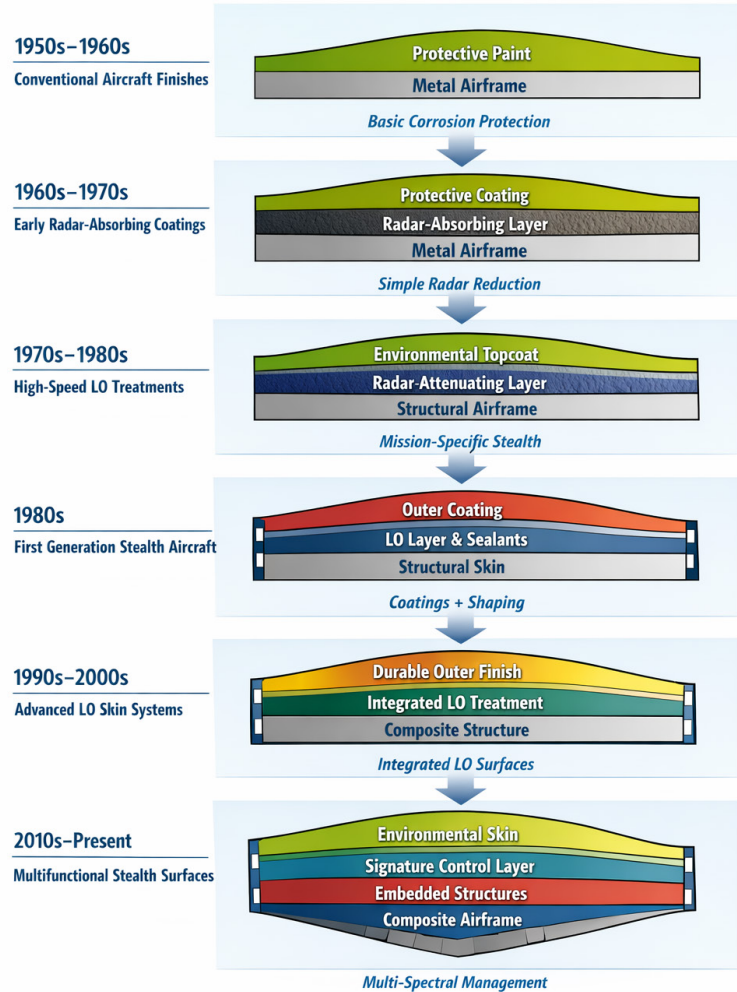 1950s–1960s
Conventional Aircraft Finishes
Protective Paint
Metal Airframe
Basic Corrosion Protection
1960s–1970s
Early Radar-Absorbing Coatings
Protective Coating
Radar-Absorbing Layer
Metal Airframe
Simple Radar Reduction
1970s–1980s
High-Speed LO Treatments
Environmental Topcoat
Radar-Attenuating Layer
Structural Airframe
Mission-Specific Stealth
1980s
First Generation Stealth Aircraft
Outer Coating
LO Layer & Sealants
Structural Skin
Coatings + Shaping
1990s–2000s
Advanced LO Skin Systems
Durable Outer Finish
Integrated LO Treatment
Composite Structure
Integrated LO Surfaces
2010s–Present
Multifunctional Stealth Surfaces
Environmental Skin
Signature Control Layer
Embedded Structures
Composite Airframe
Multi-Spectral Management